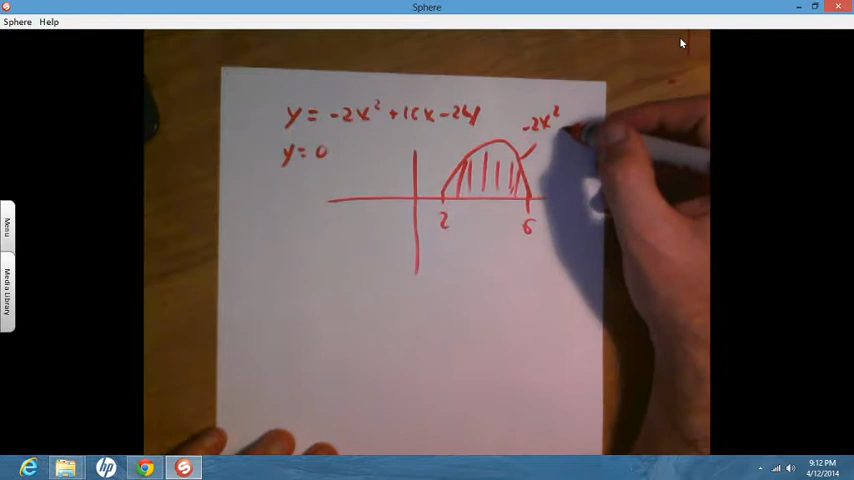 Sphere
Sphere Help
y = -2x² + 16x - 24
y = 0
-2x²
2
6
Menu
Media Library
9:12 PM
4/12/2014